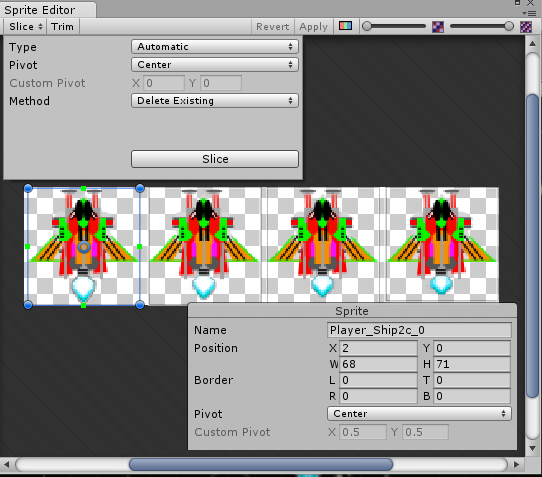 Sprite Editor
Slice Trim Revert Apply
Type Automatic
Pivot Center
Custom Pivot X 0 Y 0
Method Delete Existing
Slice
Sprite
Name Player_Ship2c_0
Position X 2 Y 0
W 68 H 71
Border L 0 T 0
R 0 B 0
Pivot Center
Custom Pivot X 0.5 Y 0.5